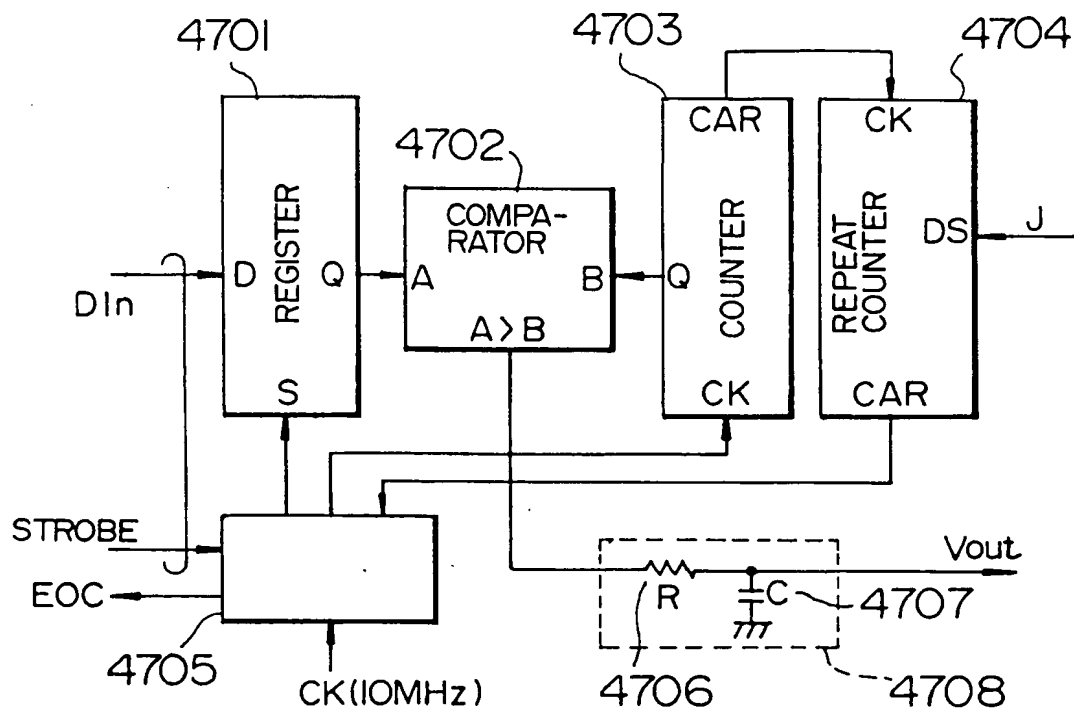 4701
4703
4704
4702
CAR
CK
REGISTER
COMPA-
RATOR
COUNTER
REPEAT
COUNTER
DS
J
DIn
D
Q
A
B
Q
A>B
S
CK
CAR
STROBE
EOC
4705
CK(10MHz)
R
C
Vout
4707
4706
4708